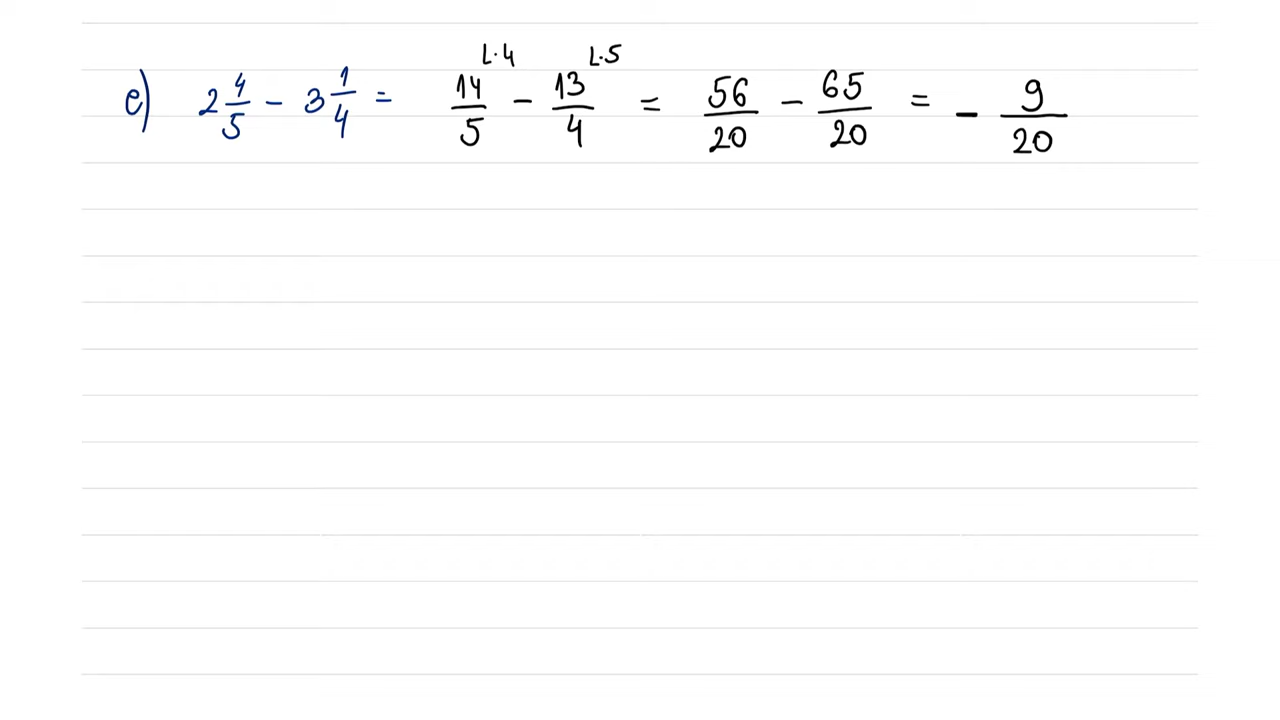 e) 2 4/5 - 3 1/4 = 14/5 ⌊·4 - 13/4 ⌊·5 = 56/20 - 65/20 = - 9/20